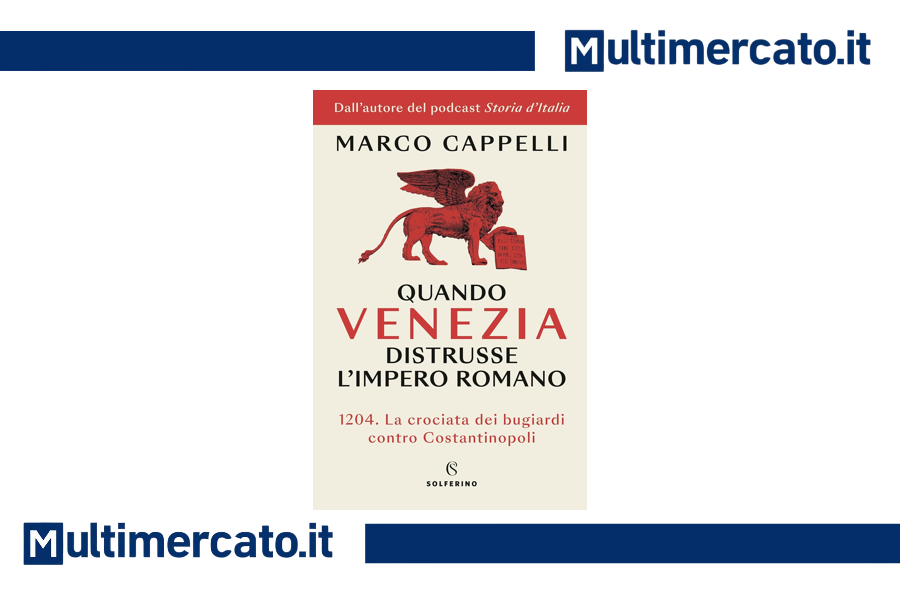 Multimercato.it
Dall'autore del podcast Storia d'Italia
MARCO CAPPELLI
QUANDO
VENEZIA
DISTRUSSE
L'IMPERO ROMANO
1204. La crociata dei bugiardi
contro Costantinopoli
SOLFERINO
Multimercato.it